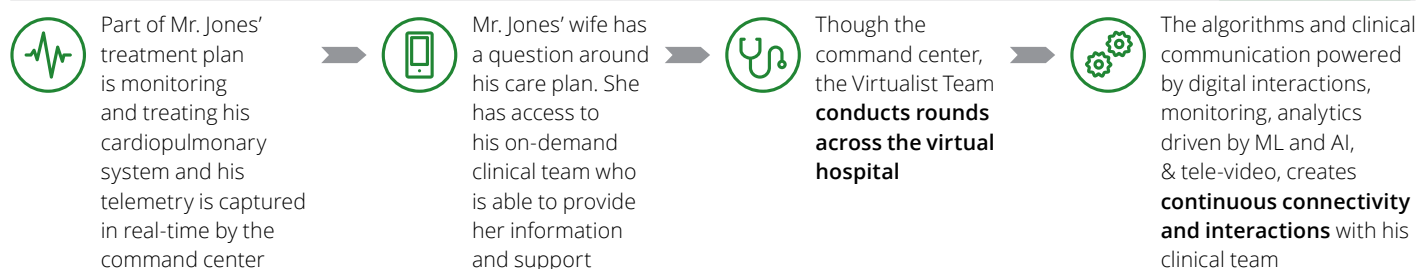 Part of Mr. Jones’
treatment plan
is monitoring
and treating his
cardiopulmonary
system and his
telemetry is captured
in real-time by the
command center
Mr. Jones’ wife has
a question around
his care plan. She
has access to
his on-demand
clinical team who
is able to provide
her information
and support
Though the
command center,
the Virtualist Team
conducts rounds
across the virtual
hospital
The algorithms and clinical
communication powered
by digital interactions,
monitoring, analytics
driven by ML and AI,
& tele-video, creates
continuous connectivity
and interactions with his
clinical team